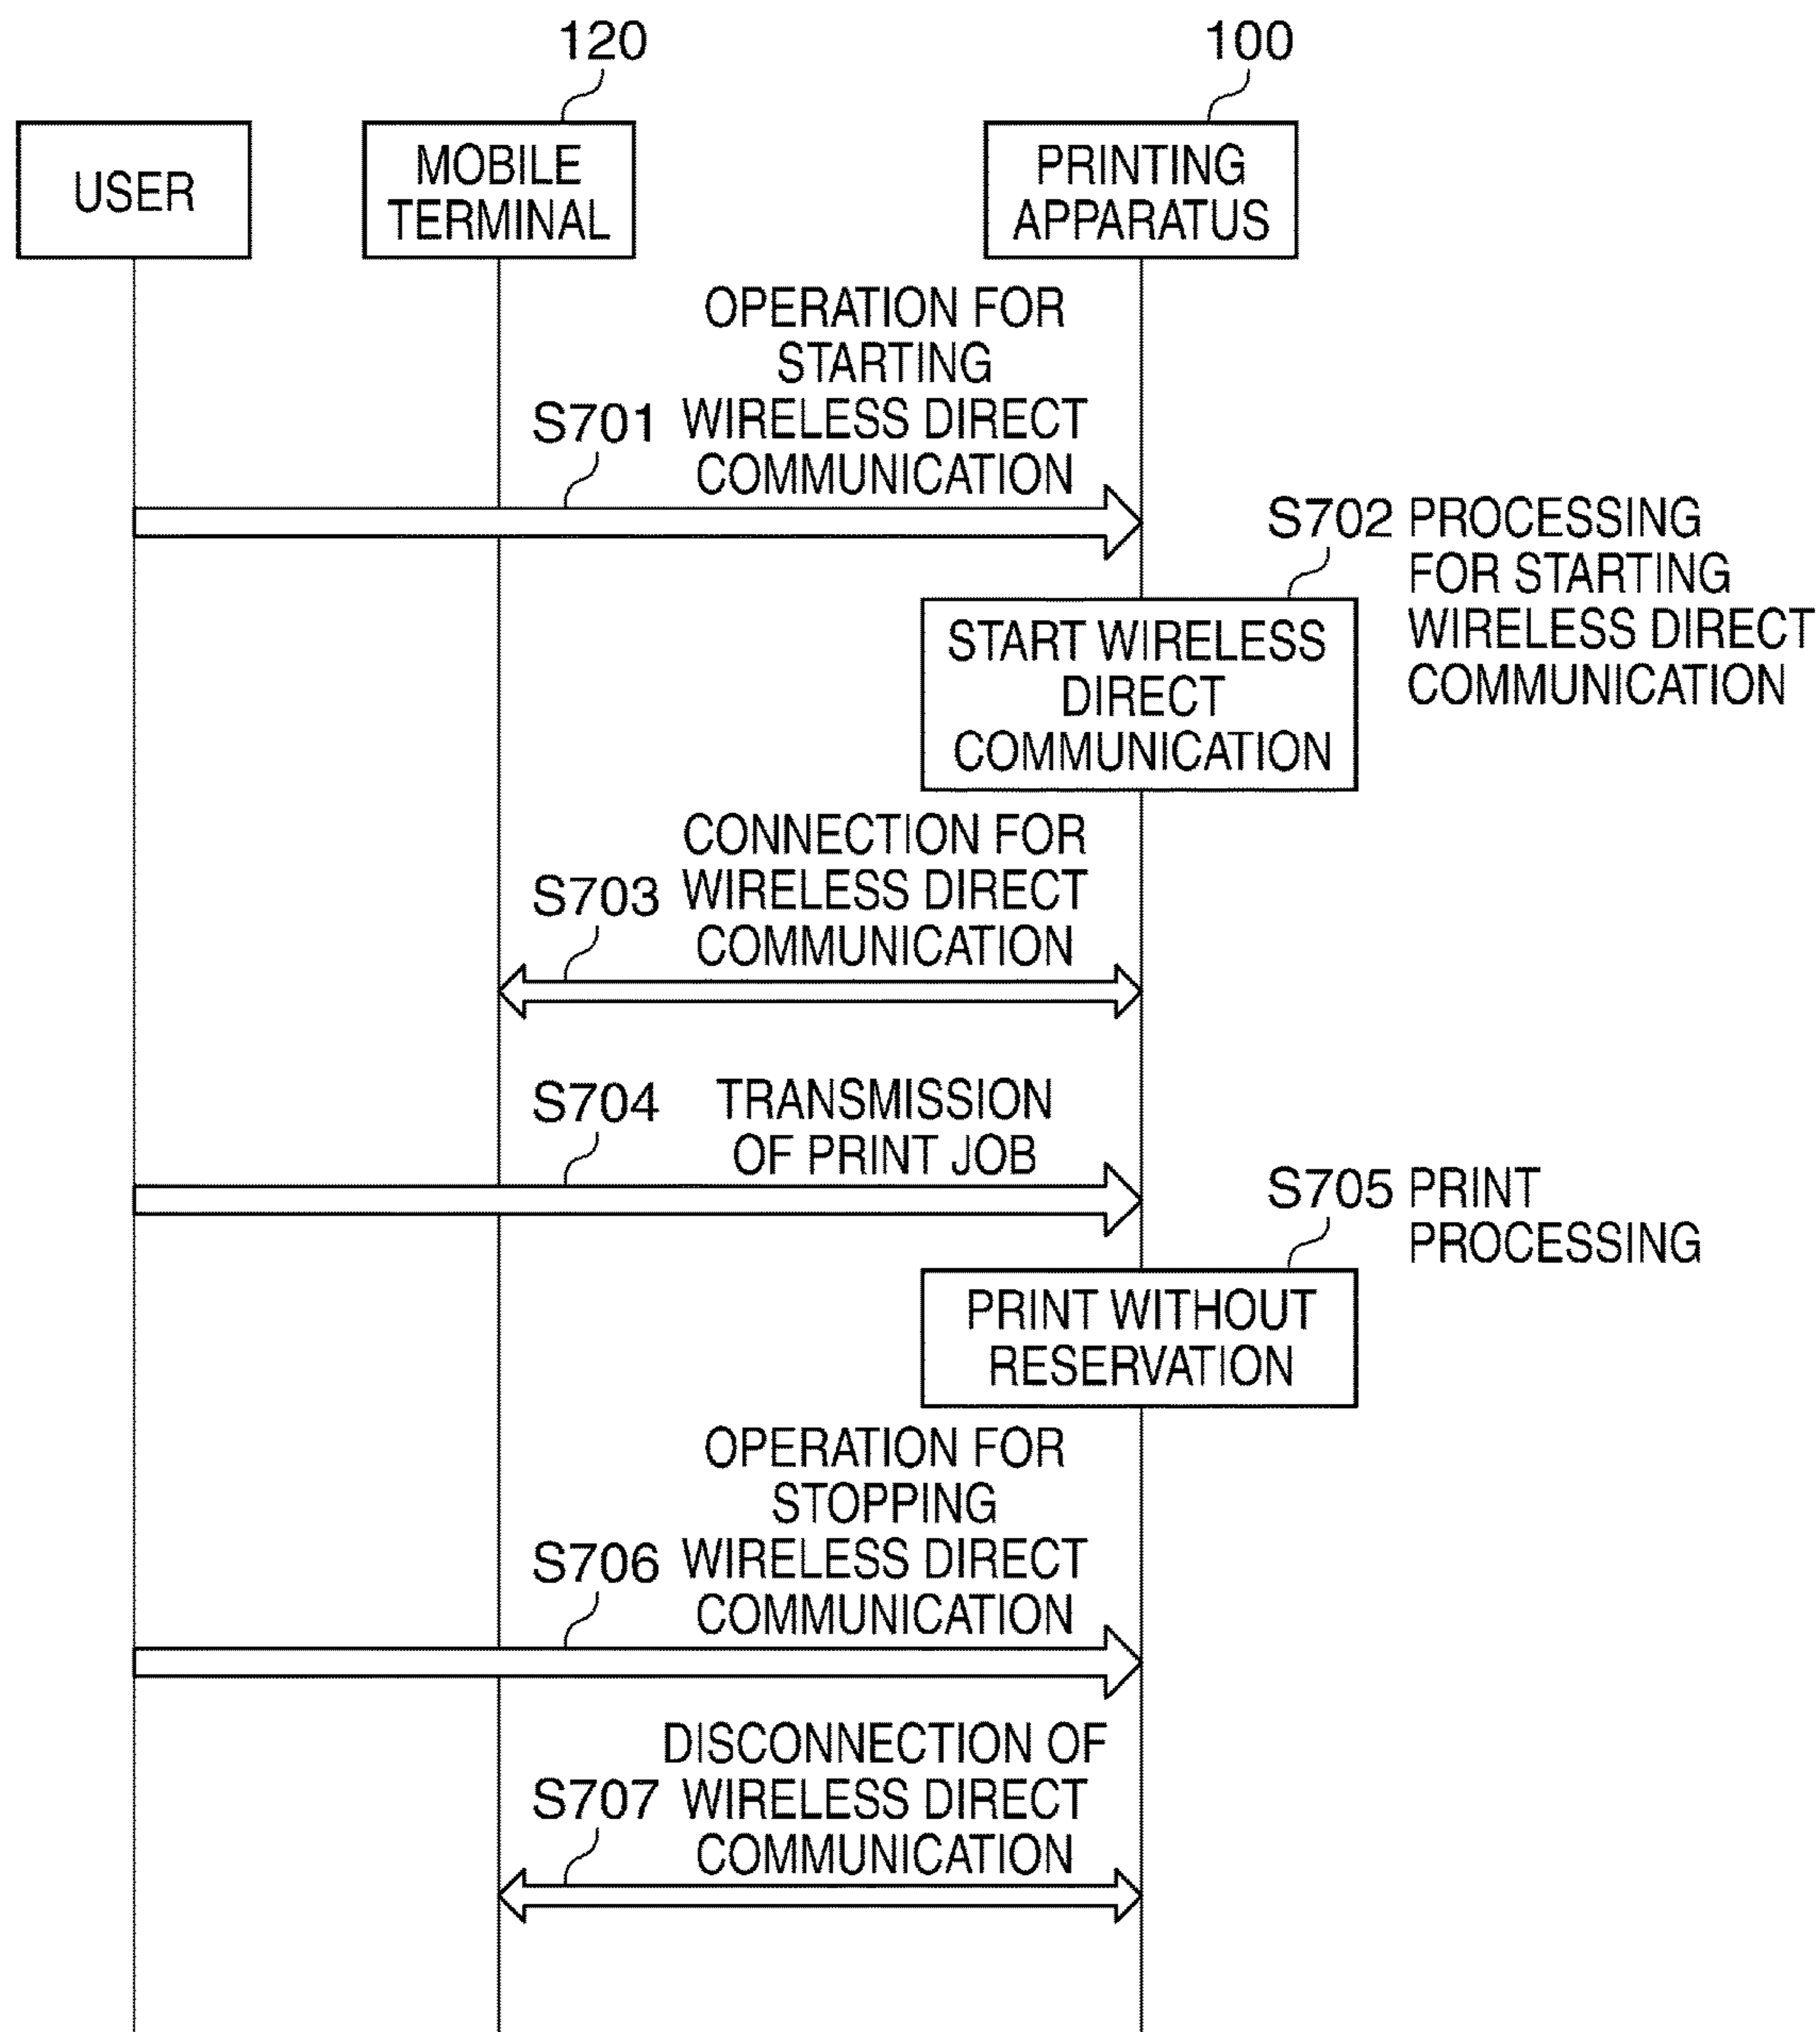 120
100
USER
MOBILE
TERMINAL
PRINTING
APPARATUS
OPERATION FOR
STARTING
S701 WIRELESS DIRECT
COMMUNICATION
S702 PROCESSING
FOR STARTING
WIRELESS DIRECT
COMMUNICATION
START WIRELESS
DIRECT
COMMUNICATION
CONNECTION FOR
S703 WIRELESS DIRECT
COMMUNICATION
S704 TRANSMISSION
OF PRINT JOB
S705 PRINT
PROCESSING
PRINT WITHOUT
RESERVATION
OPERATION FOR
STOPPING
S706 WIRELESS DIRECT
COMMUNICATION
DISCONNECTION OF
S707 WIRELESS DIRECT
COMMUNICATION